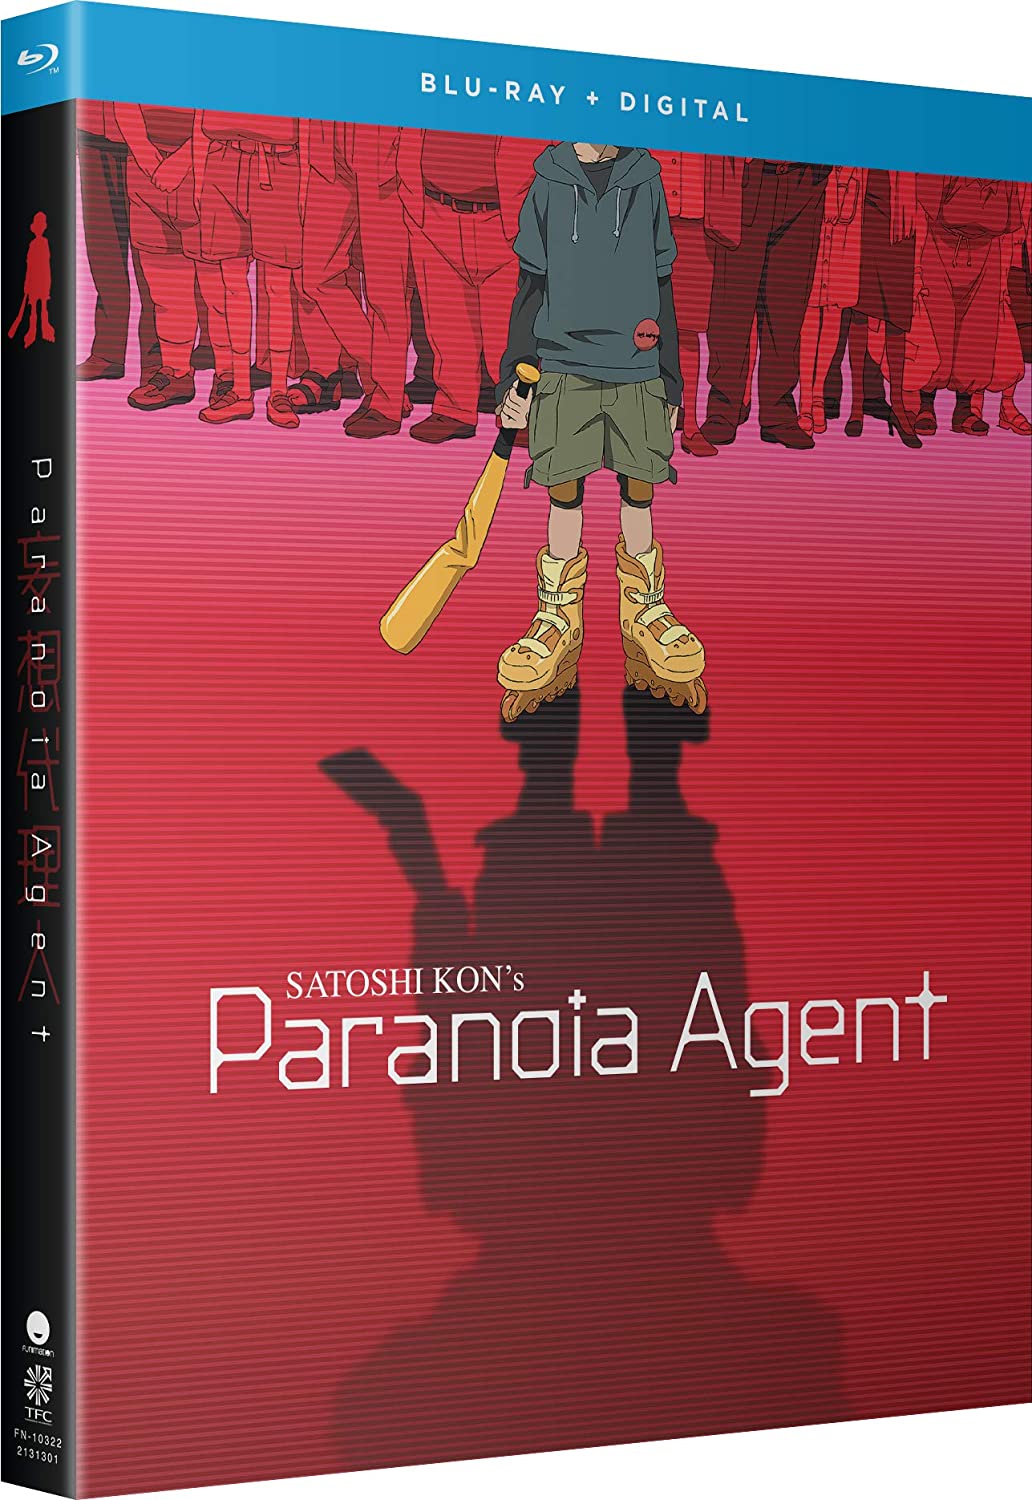 BLU-RAY + DIGITAL
SATOSHI KON's
Paranoia Agent
Paranoia Agent
妄想代理人
funimation
TFC
FN-10322
2131301